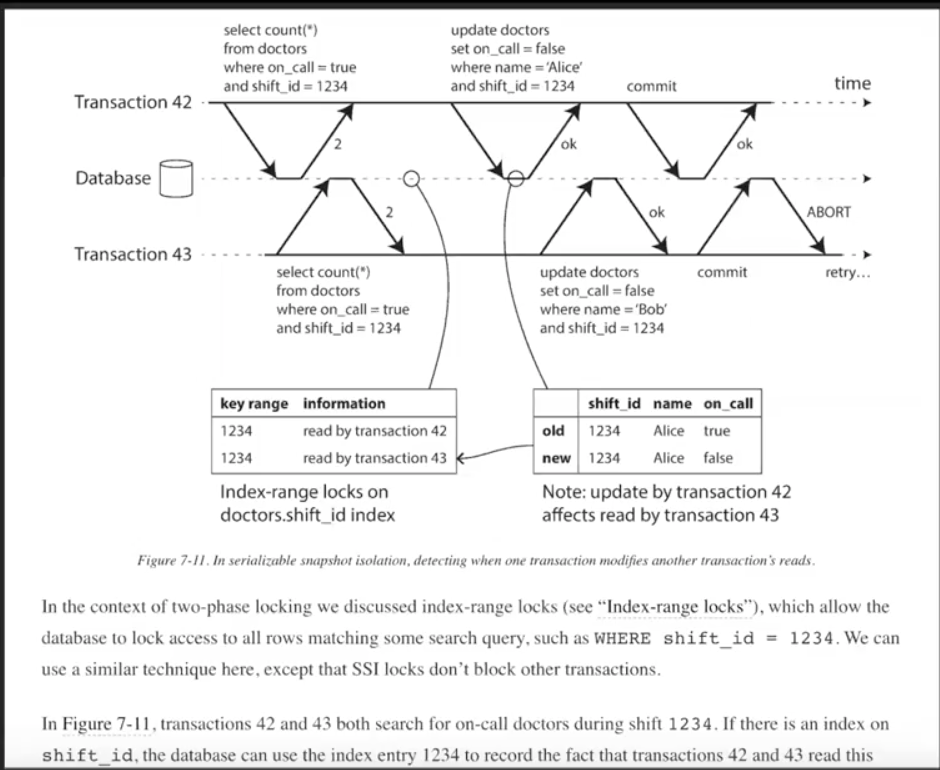 select count(*)
from doctors
where on_call = true
and shift_id = 1234
update doctors
set on_call = false
where name = 'Alice'
and shift_id = 1234
commit
time
Transaction 42
2
ok
ok
Database
2
ok
ABORT
Transaction 43
select count(*)
from doctors
where on_call = true
and shift_id = 1234
update doctors
set on_call = false
where name = 'Bob'
and shift_id = 1234
commit
retry...
key range information
1234 read by transaction 42
1234 read by transaction 43
Index-range locks on
doctors.shift_id index
shift_id name on_call
old 1234 Alice true
new 1234 Alice false
Note: update by transaction 42
affects read by transaction 43
Figure 7-11. In serializable snapshot isolation, detecting when one transaction modifies another transaction's reads.
In the context of two-phase locking we discussed index-range locks (see “Index-range locks”), which allow the
database to lock access to all rows matching some search query, such as WHERE shift_id = 1234. We can
use a similar technique here, except that SSI locks don’t block other transactions.
In Figure 7-11, transactions 42 and 43 both search for on-call doctors during shift 1234. If there is an index on
shift_id, the database can use the index entry 1234 to record the fact that transactions 42 and 43 read this